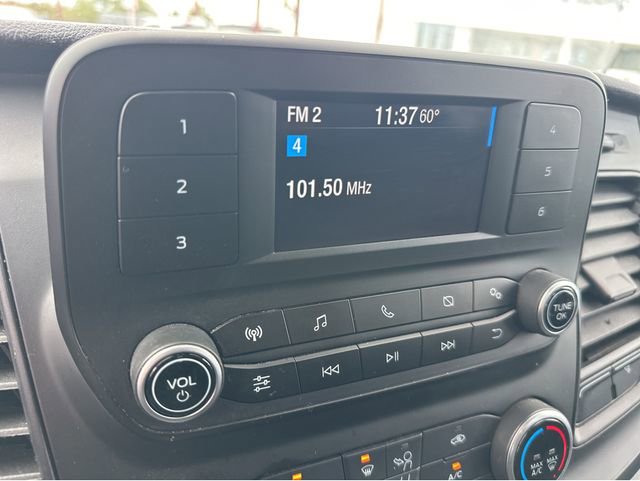 FM 2 11:37 60°
4
101.50 MHz
1
2
3
4
5
6
TUNE
OK
VOL
MAX MAX
A/C
A/C